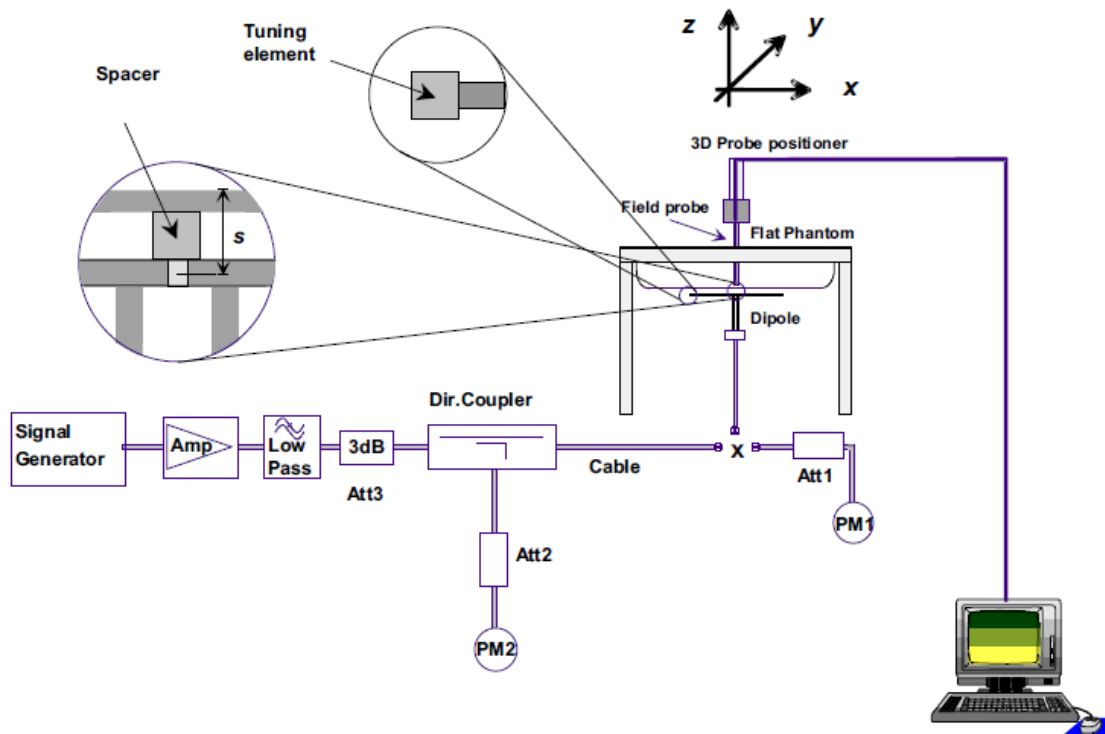 Tuning
element
Spacer
s
z
y
x
3D Probe positioner
Field probe
Flat Phantom
Dipole
Dir.Coupler
Signal
Generator
Amp
Low
Pass
3dB
Att3
Cable
X
Att1
PM1
Att2
PM2